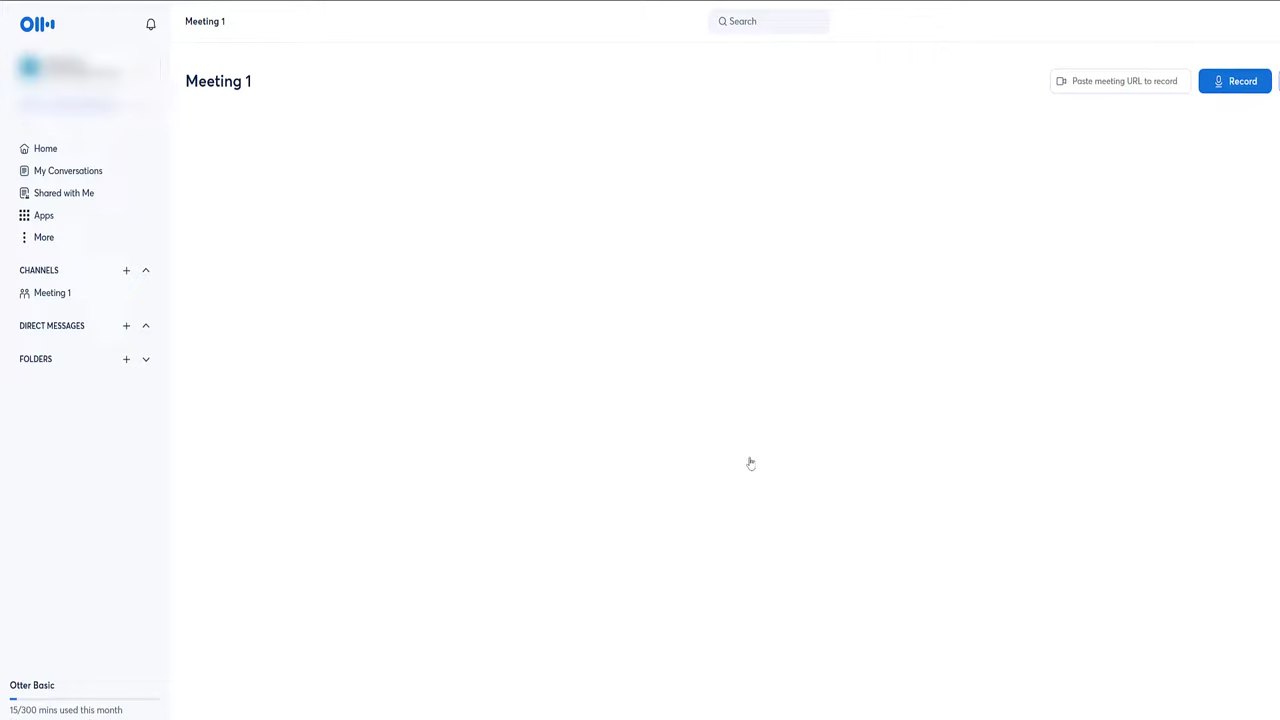 Meeting 1
Search
Meeting 1
Paste meeting URL to record
Record
Home
My Conversations
Shared with Me
Apps
More
CHANNELS
Meeting 1
DIRECT MESSAGES
FOLDERS
Otter Basic
15/300 mins used this month